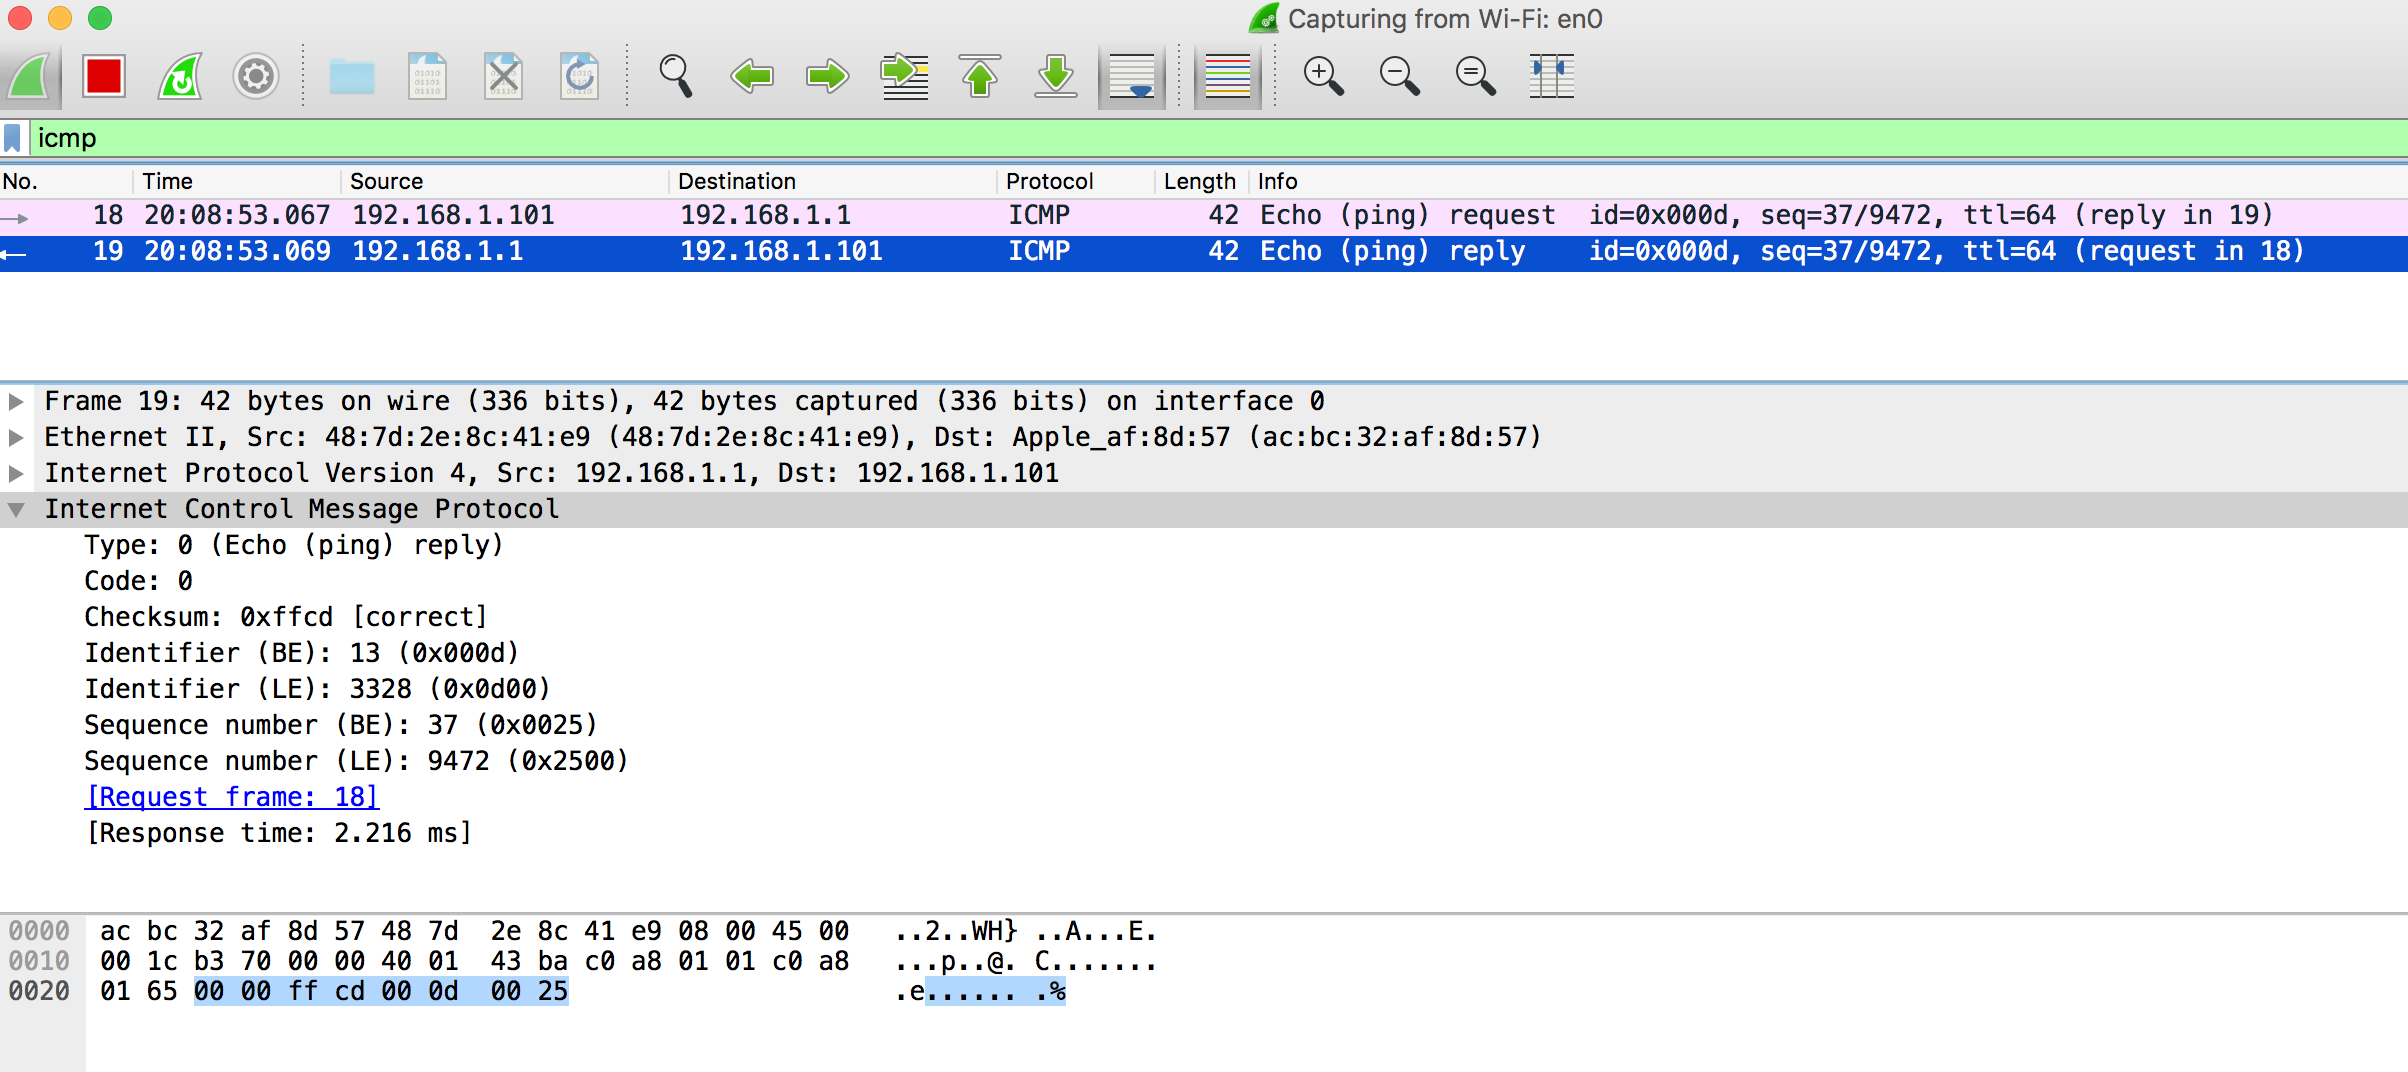 Capturing from Wi-Fi: en0
icmp
No. Time Source Destination Protocol Length Info
18 20:08:53.067 192.168.1.101 192.168.1.1 ICMP 42 Echo (ping) request id=0x000d, seq=37/9472, ttl=64 (reply in 19)
19 20:08:53.069 192.168.1.1 192.168.1.101 ICMP 42 Echo (ping) reply id=0x000d, seq=37/9472, ttl=64 (request in 18)
Frame 19: 42 bytes on wire (336 bits), 42 bytes captured (336 bits) on interface 0
Ethernet II, Src: 48:7d:2e:8c:41:e9 (48:7d:2e:8c:41:e9), Dst: Apple_af:8d:57 (ac:bc:32:af:8d:57)
Internet Protocol Version 4, Src: 192.168.1.1, Dst: 192.168.1.101
Internet Control Message Protocol
Type: 0 (Echo (ping) reply)
Code: 0
Checksum: 0xffcd [correct]
Identifier (BE): 13 (0x000d)
Identifier (LE): 3328 (0x0d00)
Sequence number (BE): 37 (0x0025)
Sequence number (LE): 9472 (0x2500)
[Request frame: 18]
[Response time: 2.216 ms]
0000 ac bc 32 af 8d 57 48 7d 2e 8c 41 e9 08 00 45 00 ..2..WH} ..A...E.
0010 00 1c b3 70 00 00 40 01 43 ba c0 a8 01 01 c0 a8 ...p..@. C.......
0020 01 65 00 00 ff cd 00 0d 00 25 .e...... .%